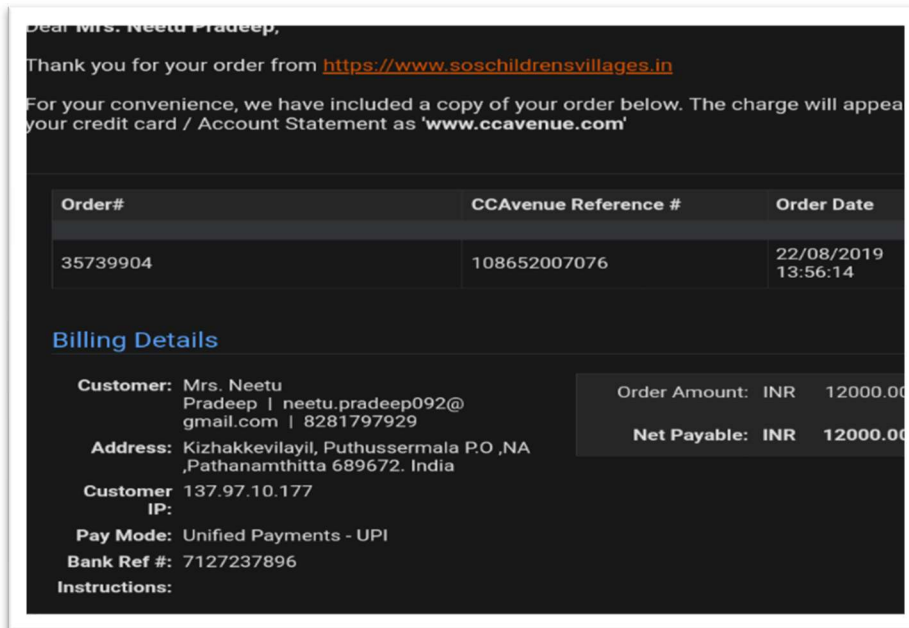 Dear Mrs. Neetu Pradeep,
Thank you for your order from https://www.soschildrensvillages.in
For your convenience, we have included a copy of your order below. The charge will appea
your credit card / Account Statement as 'www.ccavenue.com'
Order# CCAvenue Reference # Order Date
35739904 108652007076 22/08/2019
13:56:14
Billing Details
Customer: Mrs. Neetu
Pradeep | neetu.pradeep092@
gmail.com | 8281797929
Address: Kizhakkevilayil, Puthussermala P.O ,NA
,Pathanamthitta 689672. India
Customer IP: 137.97.10.177
Pay Mode: Unified Payments - UPI
Bank Ref #: 7127237896
Instructions:
Order Amount: INR 12000.00
Net Payable: INR 12000.00